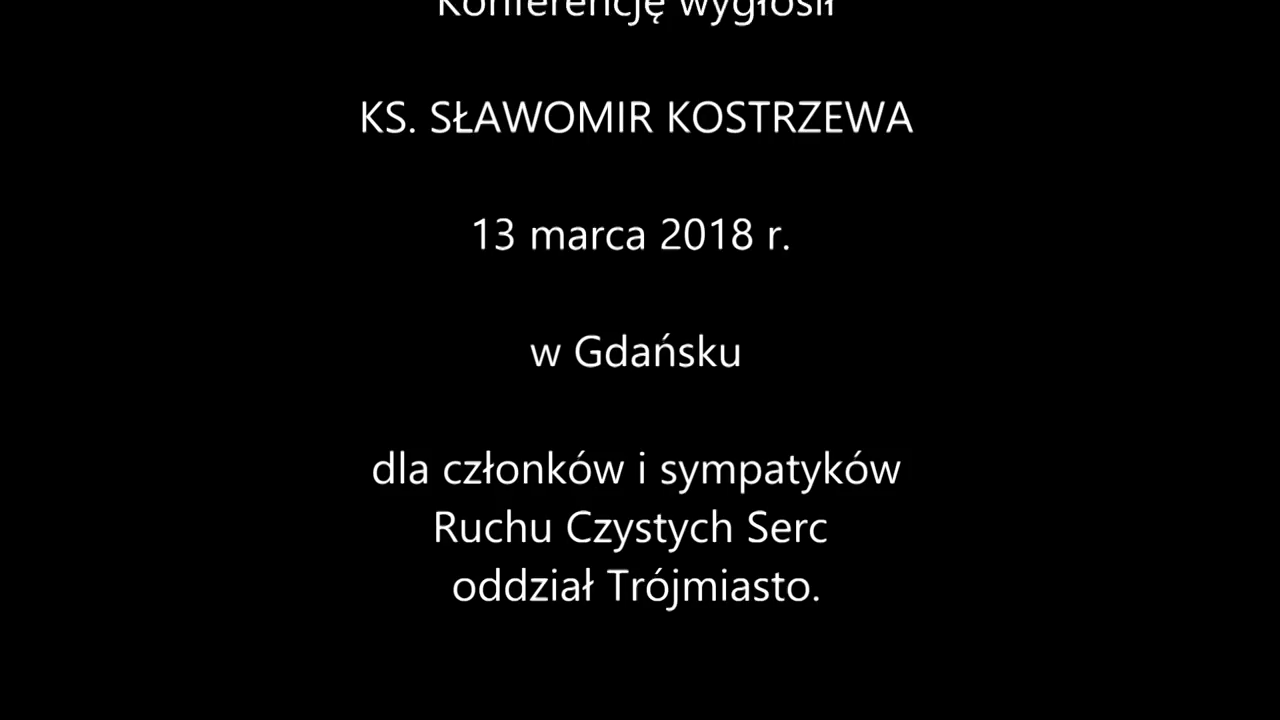 Konferencję wygłosił
KS. SŁAWOMIR KOSTRZEWA
13 marca 2018 r.
w Gdańsku
dla członków i sympatyków
Ruchu Czystych Serc
oddział Trójmiasto.